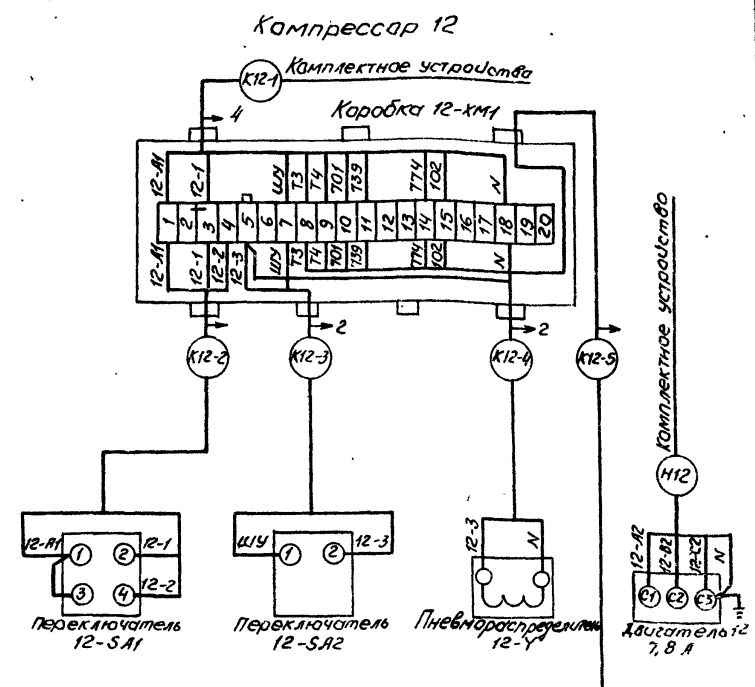 Компрессор 12
К12-1
Комплектное устройства
4
Коробка 12-ХМ1
12-А1
12-1
ШУ
Т3
Т4
701
739
774
102
N
1 2 3 4 5 6 7 8 9 10 11 12 13 14 15 16 17 18 19 20
12-А1
12-1
12-2
12-3
ШУ
Т3
Т4
701
739
774
102
N
2
2
К12-2
К12-3
К12-4
К12-5
Комплектное устройство
Н12
12-А1
1
2
12-1
3
4
12-2
Переключатель
12-SA1
ШУ
1
2
12-3
Переключатель
12-SA2
12-3
N
Пневмораспределитель
12-Y
12-А2
12-В2
12-С2
N
С1
С2
С3
Двигатель 12
7,8 А